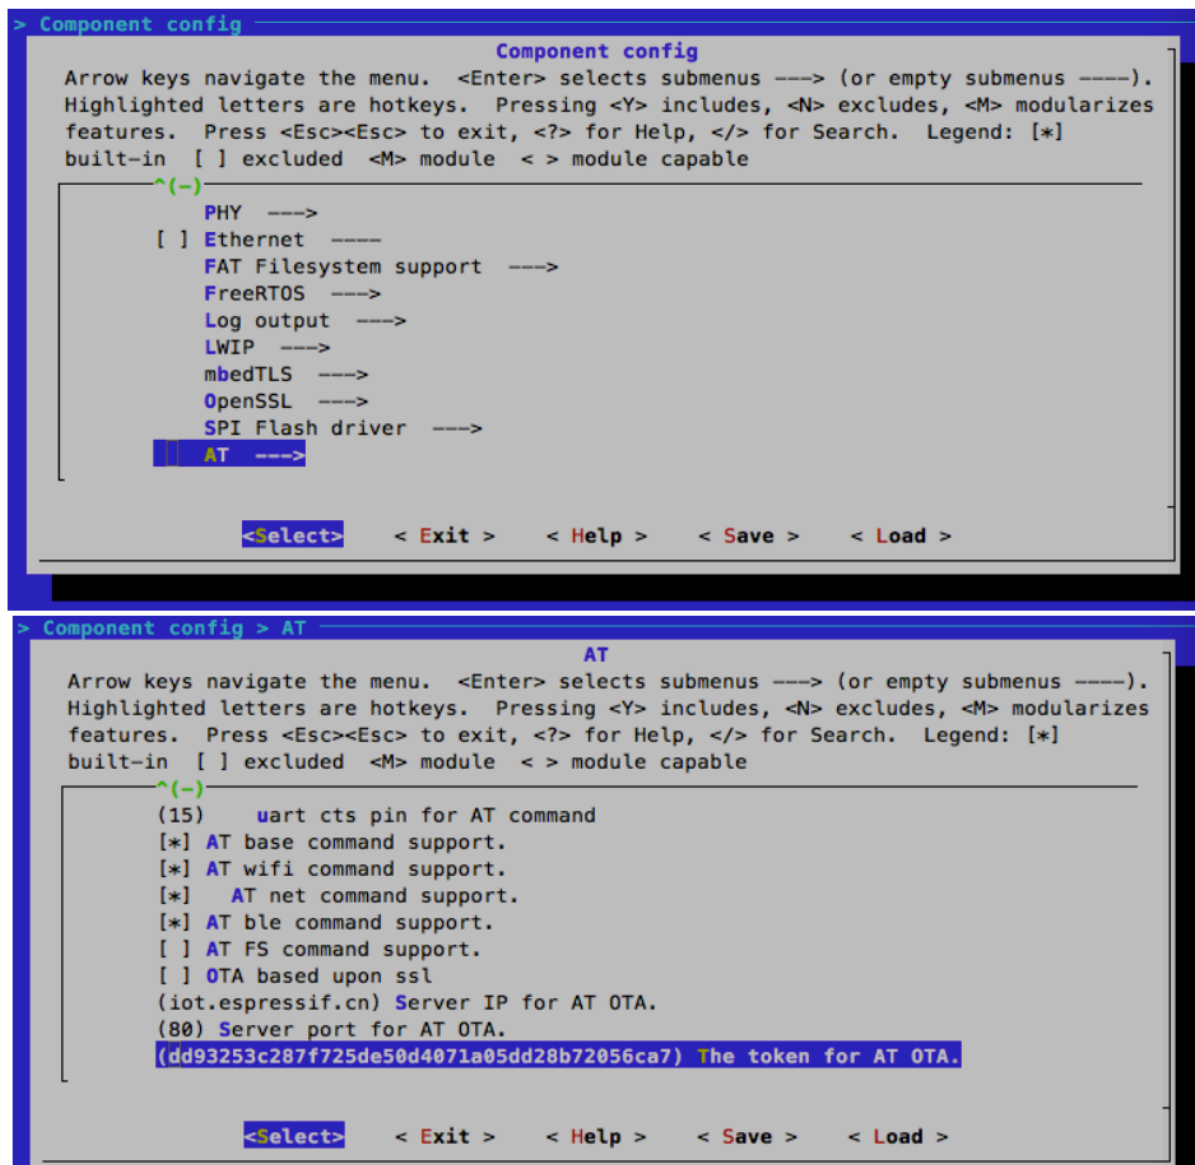 > Component config
Component config
Arrow keys navigate the menu.  <Enter> selects submenus ---> (or empty submenus ----).
Highlighted letters are hotkeys.  Pressing <Y> includes, <N> excludes, <M> modularizes
features.  Press <Esc><Esc> to exit, <?> for Help, </> for Search.  Legend: [*]
built-in  [ ] excluded  <M> module  < > module capable
^(-)
PHY  --->
[ ] Ethernet  ----
FAT Filesystem support  --->
FreeRTOS  --->
Log output  --->
LWIP  --->
mbedTLS  --->
OpenSSL  --->
SPI Flash driver  --->
AT  --->
<Select>    < Exit >    < Help >    < Save >    < Load >
> Component config > AT
AT
Arrow keys navigate the menu.  <Enter> selects submenus ---> (or empty submenus ----).
Highlighted letters are hotkeys.  Pressing <Y> includes, <N> excludes, <M> modularizes
features.  Press <Esc><Esc> to exit, <?> for Help, </> for Search.  Legend: [*]
built-in  [ ] excluded  <M> module  < > module capable
^(-)
(15)    uart cts pin for AT command
[*] AT base command support.
[*] AT wifi command support.
[*]   AT net command support.
[*] AT ble command support.
[ ] AT FS command support.
[ ] OTA based upon ssl
(iot.espressif.cn) Server IP for AT OTA.
(80) Server port for AT OTA.
(dd93253c287f725de50d4071a05dd28b72056ca7) The token for AT OTA.
<Select>    < Exit >    < Help >    < Save >    < Load >